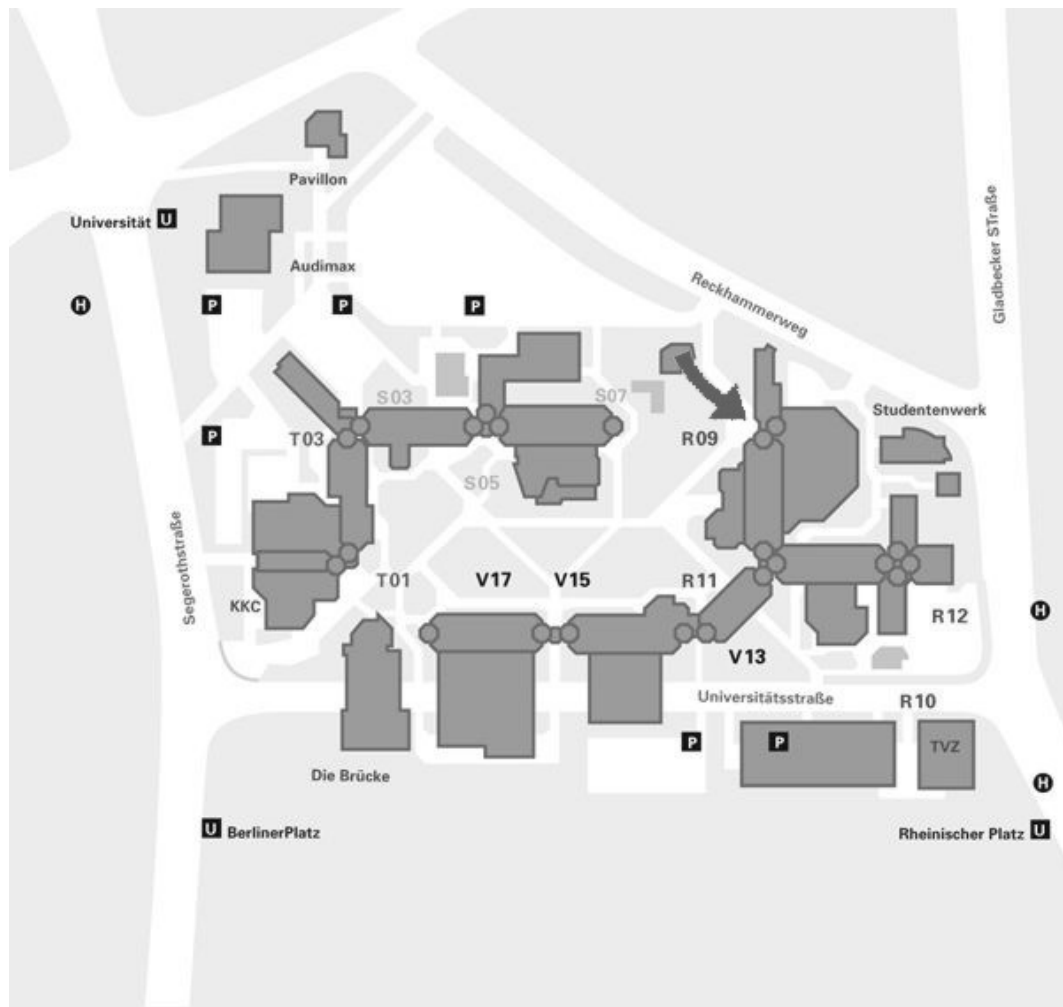 Pavillon
Universität U
Audimax
H
P
P
P
Reckhammerweg
Gladbecker STraße
S03
S07
Studentenwerk
P
T03
R09
S05
Segerothstraße
KKC
T01
V17
V15
R11
H
R12
V13
Universitätsstraße
R10
P
P
TVZ
Die Brücke
H
U BerlinerPlatz
Rheinischer Platz U